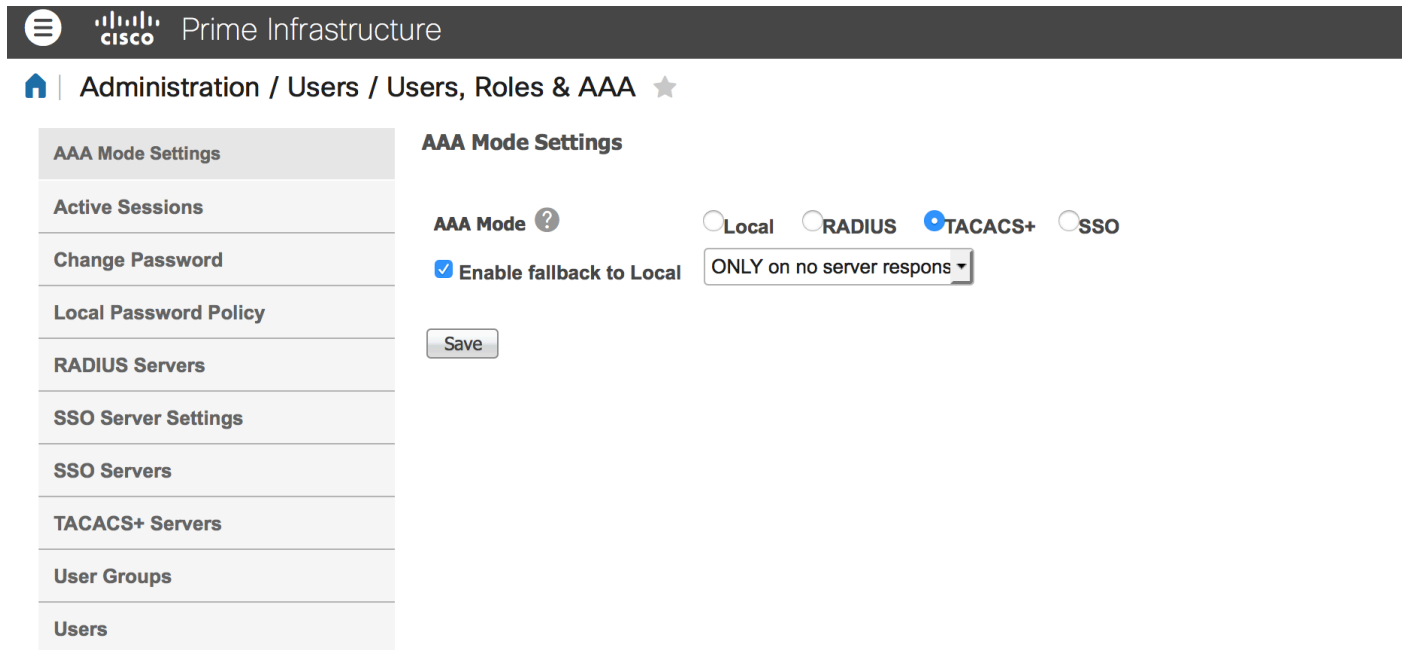 CISCO Prime Infrastructure
Administration / Users / Users, Roles & AAA
AAA Mode Settings
Active Sessions
Change Password
Local Password Policy
RADIUS Servers
SSO Server Settings
SSO Servers
TACACS+ Servers
User Groups
Users
AAA Mode Settings
AAA Mode ? Local RADIUS TACACS+ SSO
Enable fallback to Local ONLY on no server respons
Save